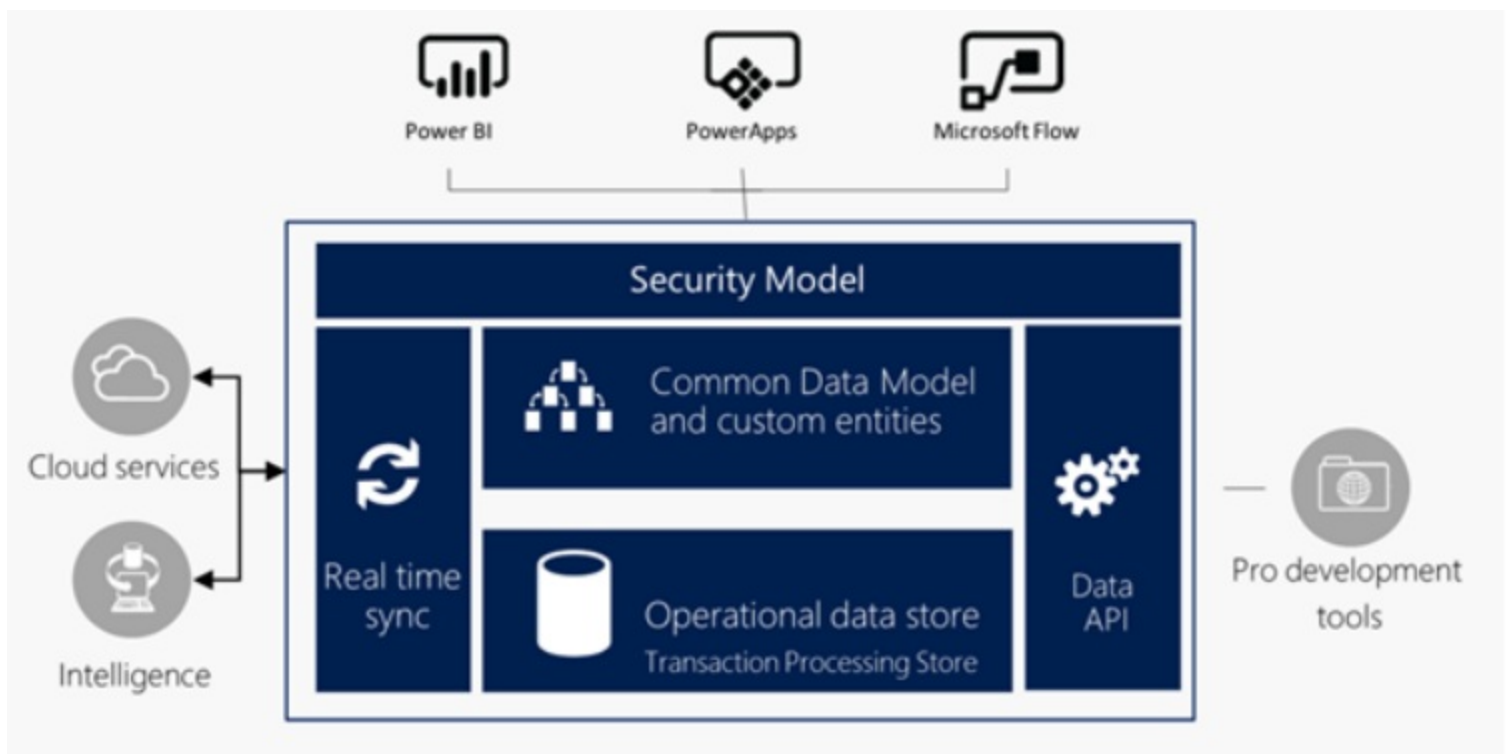 Power BI
PowerApps
Microsoft Flow
Security Model
Cloud services
Intelligence
Real time
sync
Common Data Model
and custom entities
Operational data store
Transaction Processing Store
Data
API
Pro development
tools